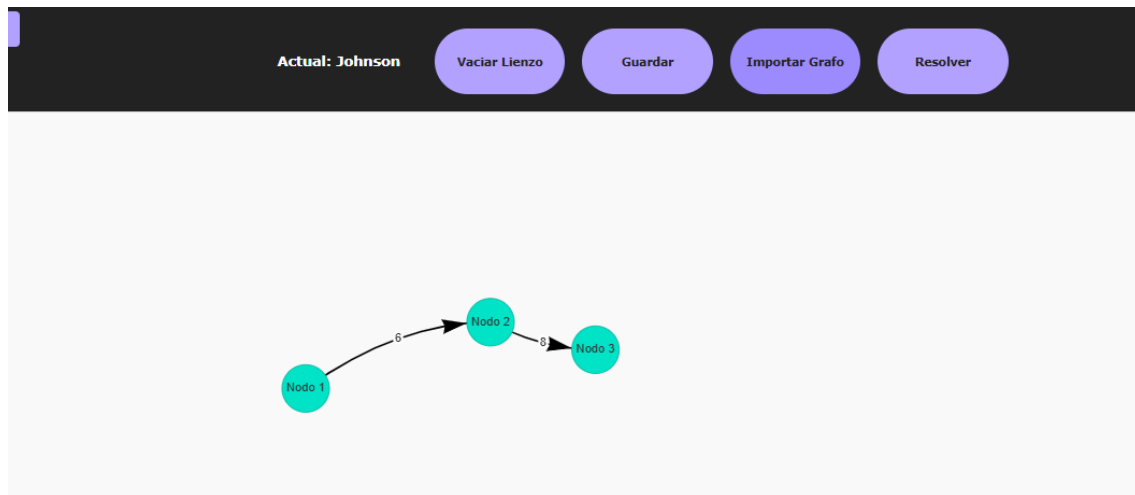 Actual: Johnson
Vaciar Lienzo
Guardar
Importar Grafo
Resolver
Nodo 2
6
8
Nodo 3
Nodo 1